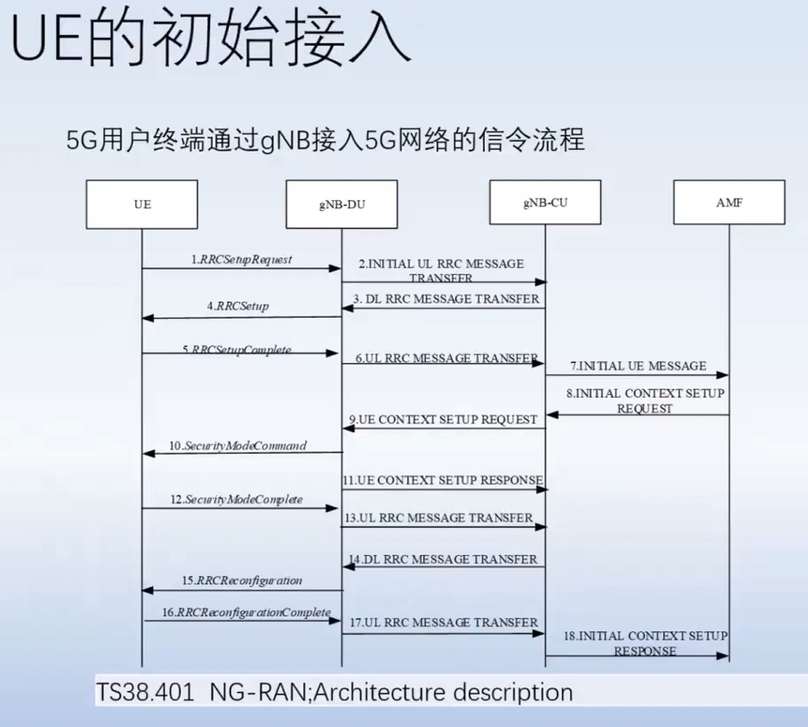 UE的初始接入
5G用户终端通过gNB接入5G网络的信令流程
UE
gNB-DU
gNB-CU
AMF
1.RRCSetupRequest
2.INITIAL UL RRC MESSAGE
TRANSFER
3. DL RRC MESSAGE TRANSFER
4.RRCSetup
5.RRCSetupComplete
6.UL RRC MESSAGE TRANSFER
7.INITIAL UE MESSAGE
8.INITIAL CONTEXT SETUP
REQUEST
9.UE CONTEXT SETUP REQUEST
10.SecurityModeCommand
11.UE CONTEXT SETUP RESPONSE
12.SecurityModeComplete
13.UL RRC MESSAGE TRANSFER
14.DL RRC MESSAGE TRANSFER
15.RRCReconfiguration
16.RRCReconfigurationComplete
17.UL RRC MESSAGE TRANSFER
18.INITIAL CONTEXT SETUP
RESPONSE
TS38.401 NG-RAN;Architecture description